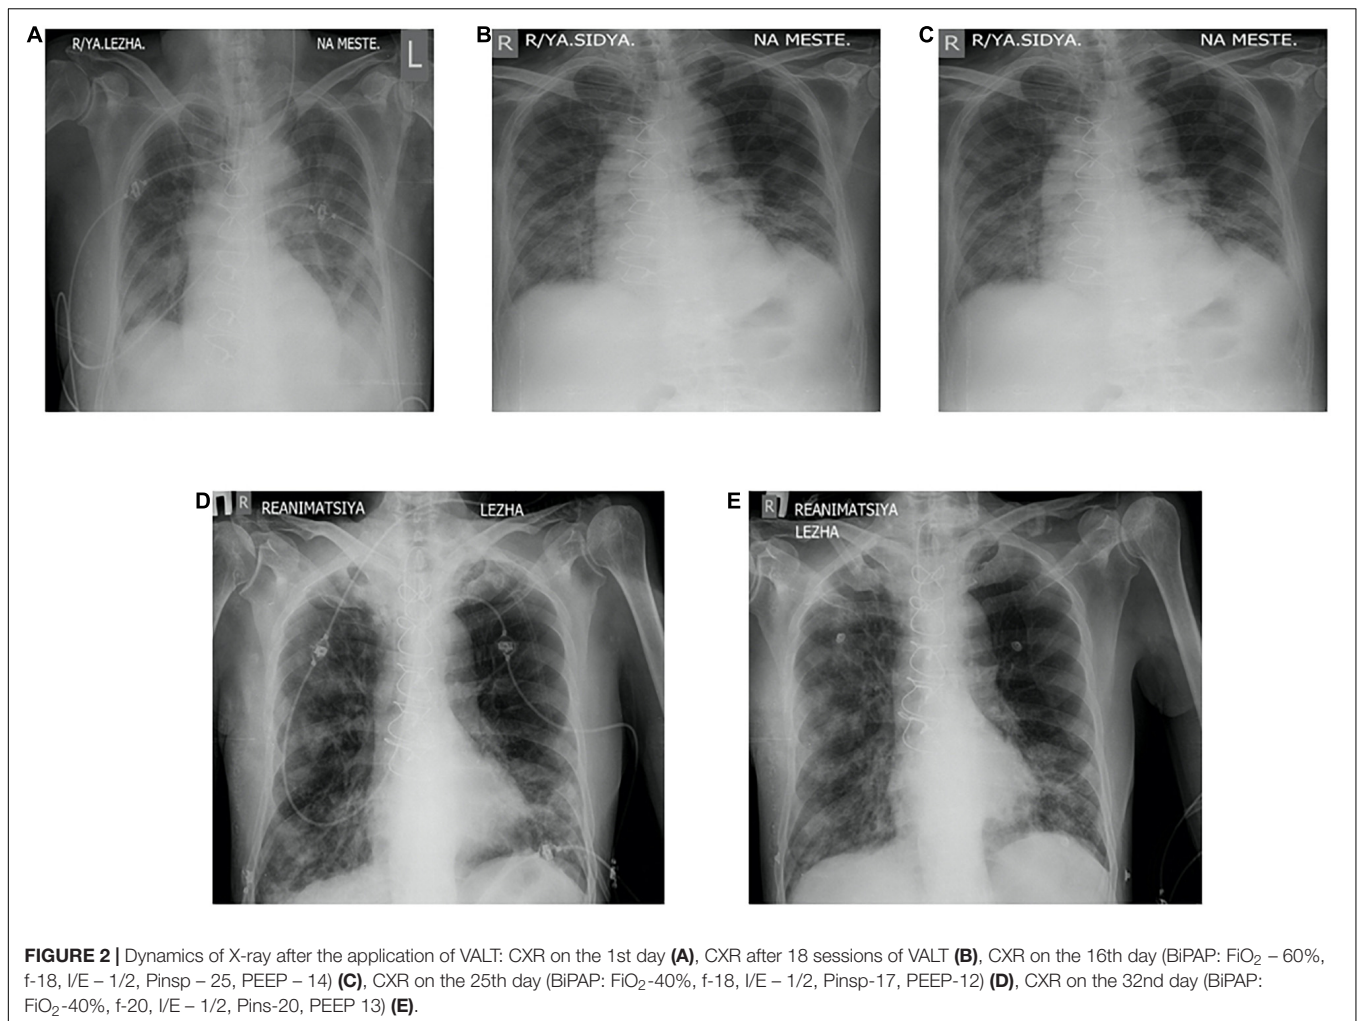 A
R/YA.LEZHA.
NA MESTE.
L
B
R
R/YA.SIDYA.
NA MESTE.
C
R
R/YA.SIDYA.
NA MESTE.
D
П
R
REANIMATSIYA
LEZHA
E
R
REANIMATSIYA
LEZHA
FIGURE 2 | Dynamics of X-ray after the application of VALT: CXR on the 1st day (A), CXR after 18 sessions of VALT (B), CXR on the 16th day (BiPAP: FiO₂ – 60%,
f-18, I/E – 1/2, Pinsp – 25, PEEP – 14) (C), CXR on the 25th day (BiPAP: FiO₂-40%, f-18, I/E – 1/2, Pinsp-17, PEEP-12) (D), CXR on the 32nd day (BiPAP:
FiO₂-40%, f-20, I/E – 1/2, Pins-20, PEEP 13) (E).